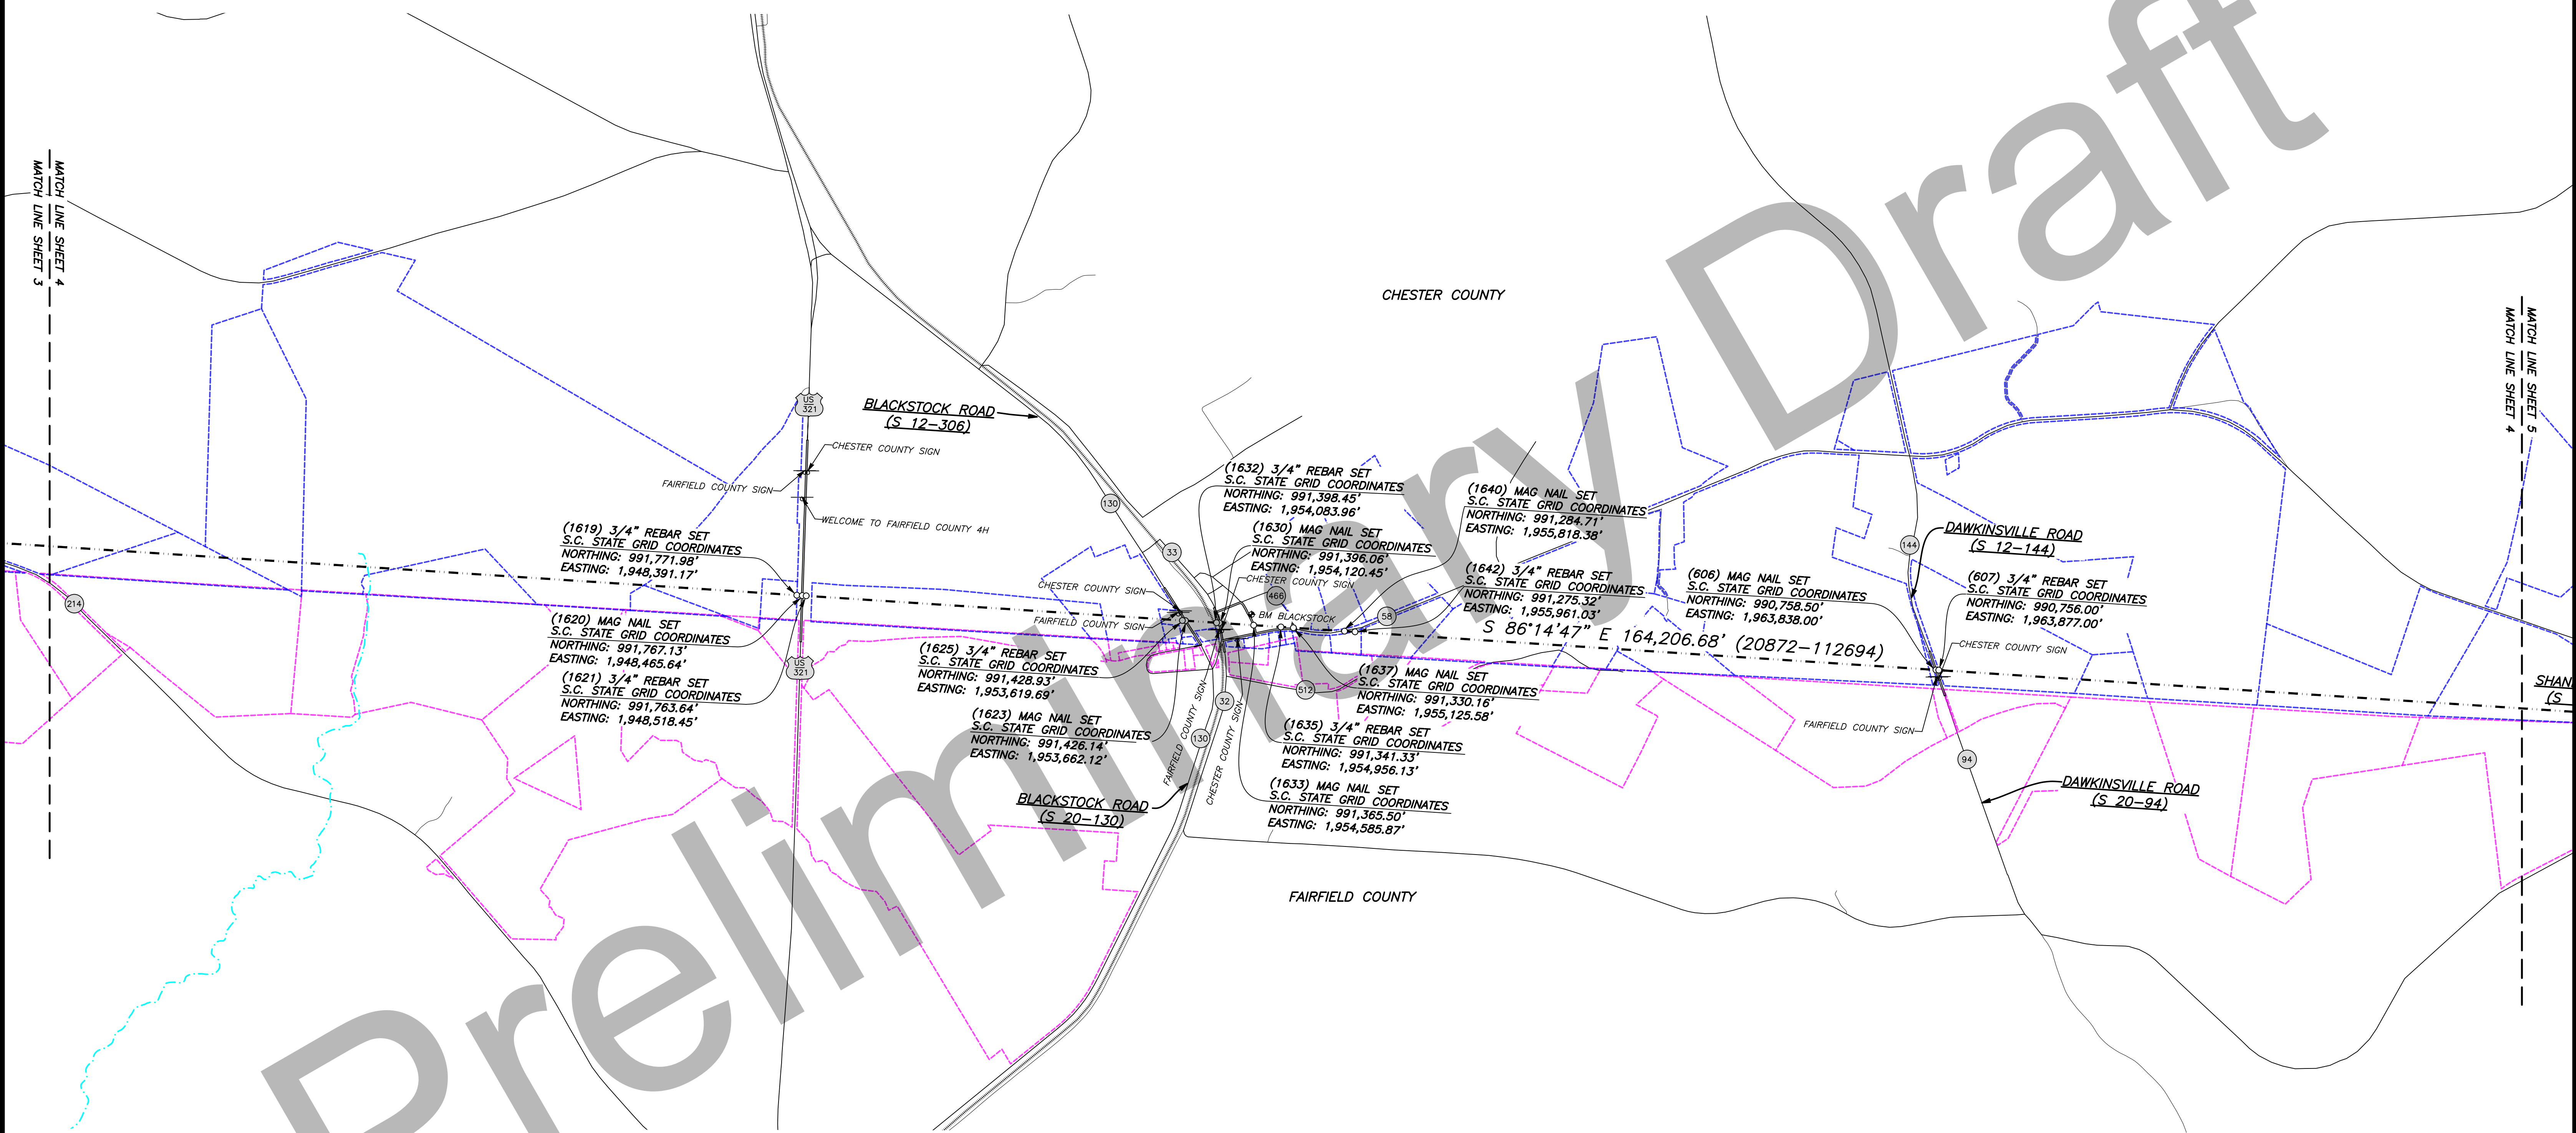 MATCH LINE SHEET 4
MATCH LINE SHEET 3
CHESTER COUNTY
MATCH LINE SHEET 5
MATCH LINE SHEET 4
US
321
BLACKSTOCK ROAD
(S 12-306)
CHESTER COUNTY SIGN
FAIRFIELD COUNTY SIGN
WELCOME TO FAIRFIELD COUNTY 4H
130
33
(1619) 3/4" REBAR SET
S.C. STATE GRID COORDINATES
NORTHING: 991,771.98'
EASTING: 1,948,391.17'
(1620) MAG NAIL SET
S.C. STATE GRID COORDINATES
NORTHING: 991,767.13'
EASTING: 1,948,465.64'
(1621) 3/4" REBAR SET
S.C. STATE GRID COORDINATES
NORTHING: 991,763.64'
EASTING: 1,948,518.45'
214
US
321
(1632) 3/4" REBAR SET
S.C. STATE GRID COORDINATES
NORTHING: 991,398.45'
EASTING: 1,954,083.96'
(1630) MAG NAIL SET
S.C. STATE GRID COORDINATES
NORTHING: 991,396.06'
EASTING: 1,954,120.45'
CHESTER COUNTY SIGN
466
BM BLACKSTOCK
CHESTER COUNTY SIGN
FAIRFIELD COUNTY SIGN
(1640) MAG NAIL SET
S.C. STATE GRID COORDINATES
NORTHING: 991,284.71'
EASTING: 1,955,818.38'
(1642) 3/4" REBAR SET
S.C. STATE GRID COORDINATES
NORTHING: 991,275.32'
EASTING: 1,955,961.03'
58
S 86°14'47" E 164,206.68' (20872-112694)
(606) MAG NAIL SET
S.C. STATE GRID COORDINATES
NORTHING: 990,758.50'
EASTING: 1,963,838.00'
144
DAWKINSVILLE ROAD
(S 12-144)
(607) 3/4" REBAR SET
S.C. STATE GRID COORDINATES
NORTHING: 990,756.00'
EASTING: 1,963,877.00'
CHESTER COUNTY SIGN
FAIRFIELD COUNTY SIGN
SHAN
(S
(1625) 3/4" REBAR SET
S.C. STATE GRID COORDINATES
NORTHING: 991,428.93'
EASTING: 1,953,619.69'
(1623) MAG NAIL SET
S.C. STATE GRID COORDINATES
NORTHING: 991,426.14'
EASTING: 1,953,662.12'
FAIRFIELD COUNTY SIGN
CHESTER COUNTY SIGN
32
130
512
(1637) MAG NAIL SET
S.C. STATE GRID COORDINATES
NORTHING: 991,330.16'
EASTING: 1,955,125.58'
(1635) 3/4" REBAR SET
S.C. STATE GRID COORDINATES
NORTHING: 991,341.33'
EASTING: 1,954,956.13'
(1633) MAG NAIL SET
S.C. STATE GRID COORDINATES
NORTHING: 991,365.50'
EASTING: 1,954,585.87'
BLACKSTOCK ROAD
(S 20-130)
94
DAWKINSVILLE ROAD
(S 20-94)
FAIRFIELD COUNTY
Preliminary Draft